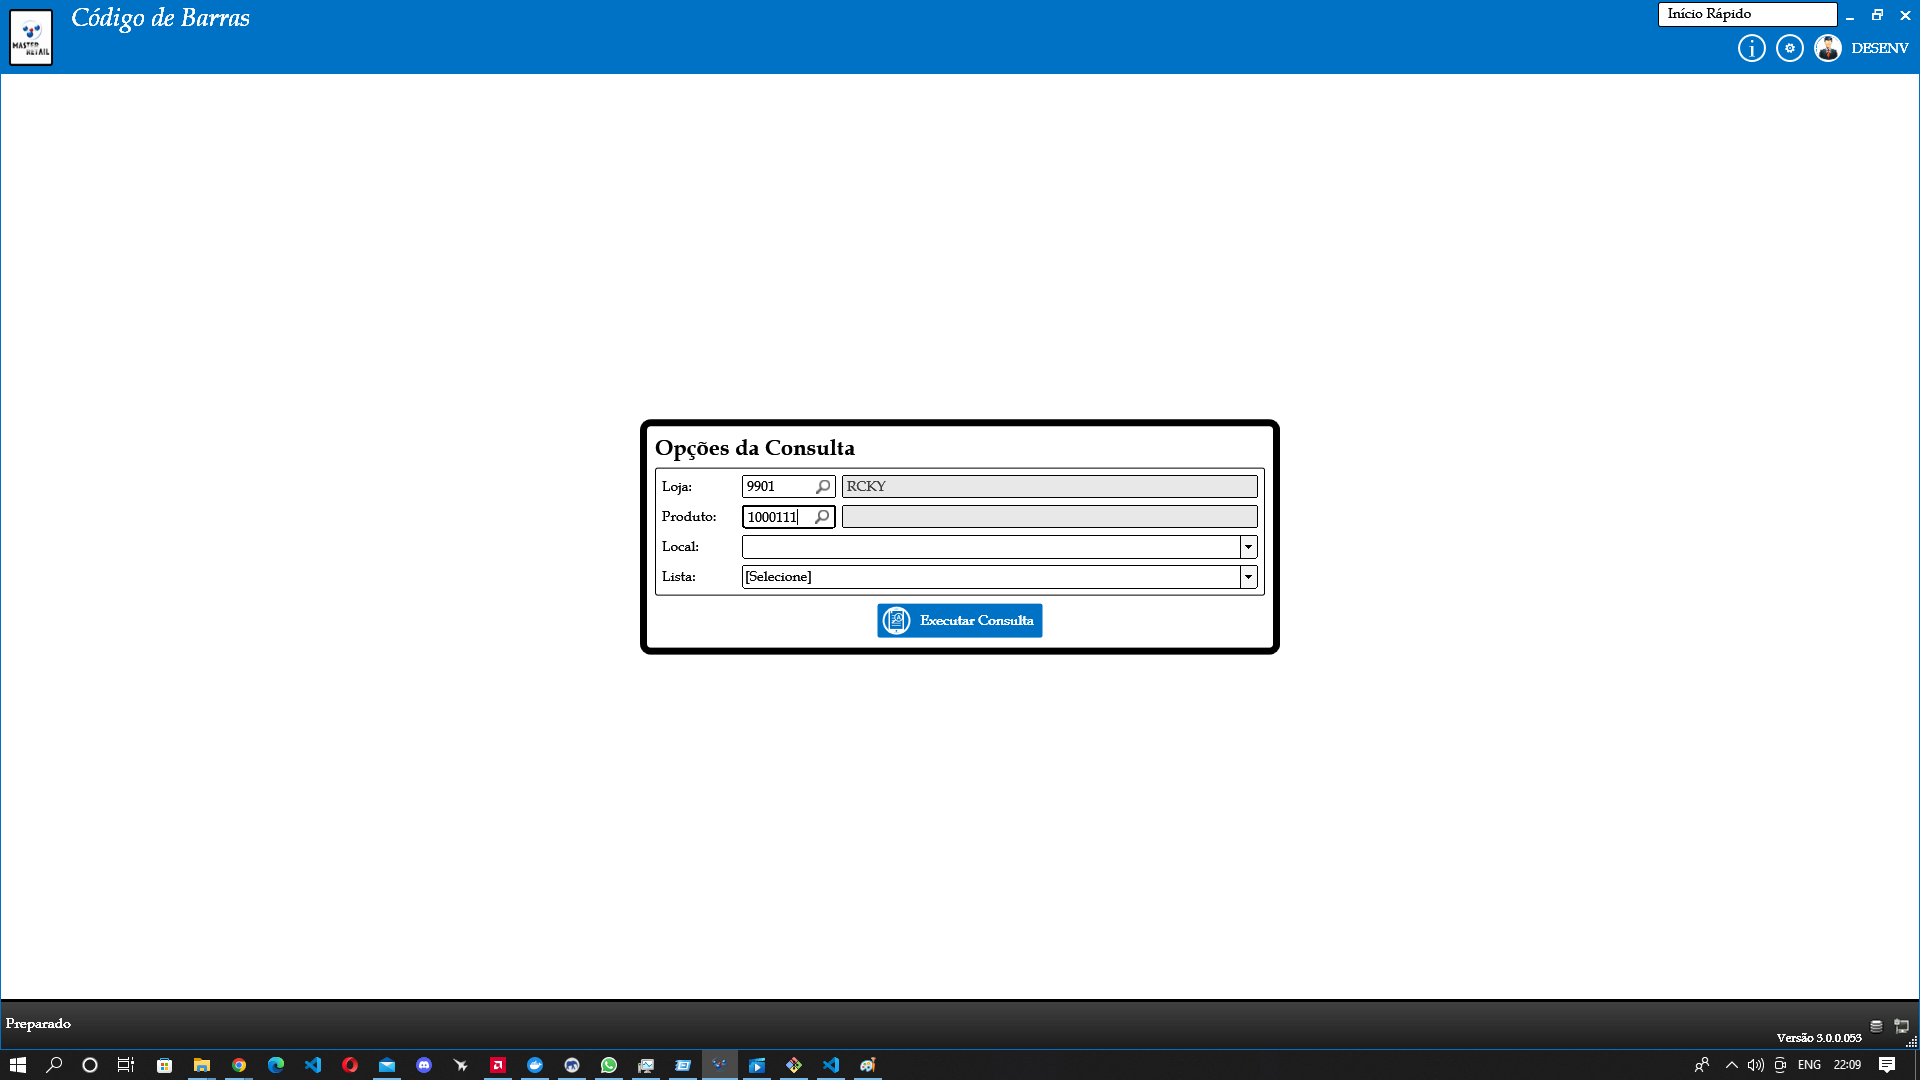 Código de Barras
Início Rápido
MASTER
RETAIL
DESENV
Opções da Consulta
Loja: 9901 RCKY
Produto: 1000111
Local:
Lista: [Selecione]
Executar Consulta
Preparado
Versão 3.0.0.053
ENG 22:09